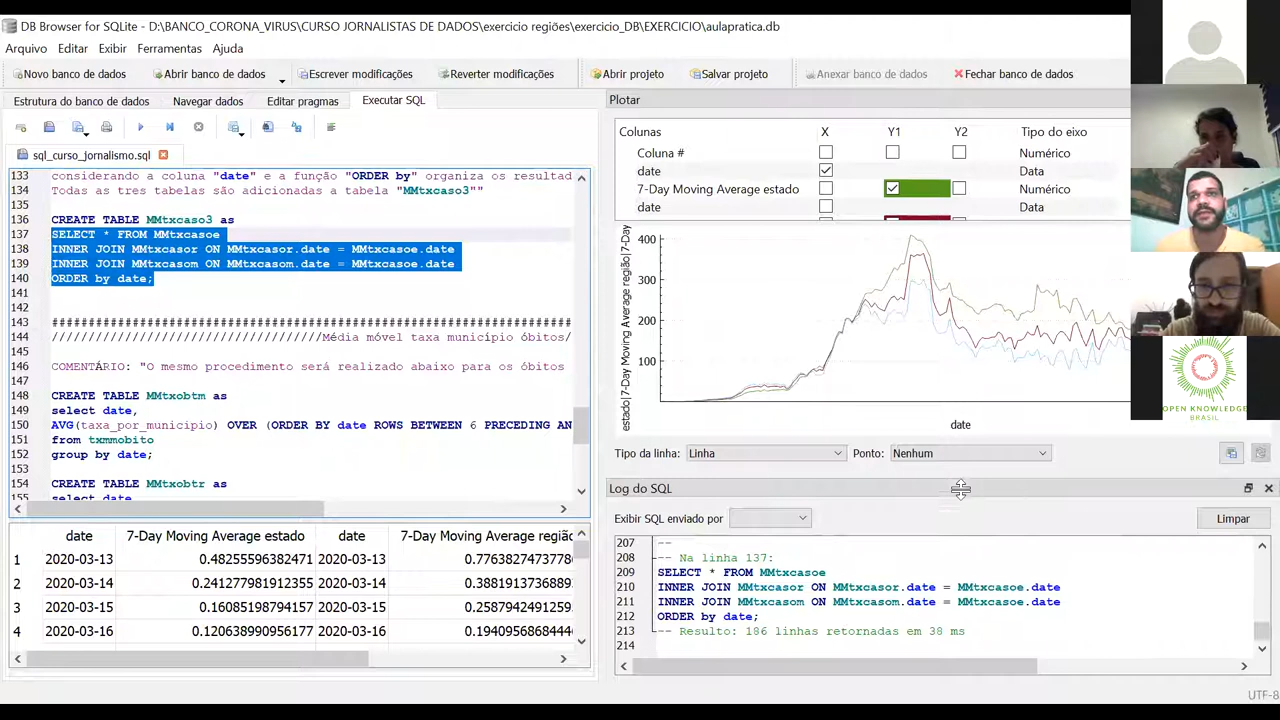 DB Browser for SQLite - D:\BANCO_CORONA_VIRUS\CURSO JORNALISTAS DE DADOS\exercicio regiões\exercicio_DB\EXERCICIO\aulapratica.db
Arquivo Editar Exibir Ferramentas Ajuda
Novo banco de dados Abrir banco de dados Escrever modificações Reverter modificações Abrir projeto Salvar projeto Anexar banco de dados Fechar banco de dados
Estrutura do banco de dados Navegar dados Editar pragmas Executar SQL
sql_curso_jornalismo.sql
133 considerando a coluna "date" e a função "ORDER by" organiza os resultad
134 Todas as tres tabelas são adicionadas a tabela "MMtxcaso3""
135
136 CREATE TABLE MMtxcaso3 as
137 SELECT * FROM MMtxcasoe
138 INNER JOIN MMtxcasor ON MMtxcasor.date = MMtxcasoe.date
139 INNER JOIN MMtxcasom ON MMtxcasom.date = MMtxcasoe.date
140 ORDER by date;
141
142
143 ########################################################################
144 //////////////////////////////////////Média móvel taxa município óbitos/
145
146 COMENTÁRIO: "O mesmo procedimento será realizado abaixo para os óbitos
147
148 CREATE TABLE MMtxobtm as
149 select date,
150 AVG(taxa_por_municipio) OVER (ORDER BY date ROWS BETWEEN 6 PRECEDING AN
151 from txmmobito
152 group by date;
153
154 CREATE TABLE MMtxobtr as
155 select date
date 7-Day Moving Average estado date 7-Day Moving Average regiã
1 2020-03-13 0.48255596382471 2020-03-13 0.7763827473778
2 2020-03-14 0.241277981912355 2020-03-14 0.3881913736889
3 2020-03-15 0.16085198794157 2020-03-15 0.2587942491259
4 2020-03-16 0.120638990956177 2020-03-16 0.1940956868444
Plotar
Colunas X Y1 Y2 Tipo do eixo
Coluna # Numérico
date Data
7-Day Moving Average estado Numérico
date Data
estado|7-Day Moving Average região|7-Day
400
300
200
100
date
Tipo da linha: Linha Ponto: Nenhum
Log do SQL
Exibir SQL enviado por Limpar
207 --
208 -- Na linha 137:
209 SELECT * FROM MMtxcasoe
210 INNER JOIN MMtxcasor ON MMtxcasor.date = MMtxcasoe.date
211 INNER JOIN MMtxcasom ON MMtxcasom.date = MMtxcasoe.date
212 ORDER by date;
213 -- Resulto: 186 linhas retornadas em 38 ms
214
UTF-8
OPEN KNOWLEDGE
BRASIL